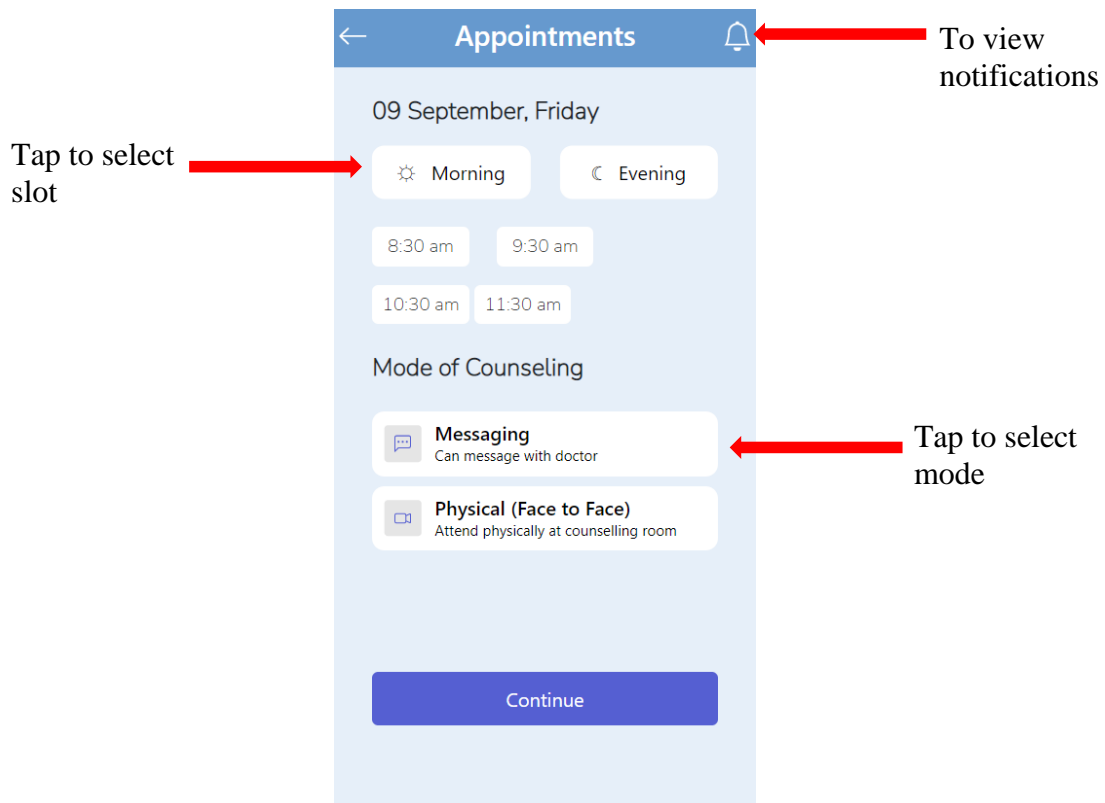 Appointments
To view
notifications
09 September, Friday
Tap to select
slot
Morning
Evening
8:30 am
9:30 am
10:30 am
11:30 am
Mode of Counseling
Messaging
Can message with doctor
Tap to select
mode
Physical (Face to Face)
Attend physically at counselling room
Continue